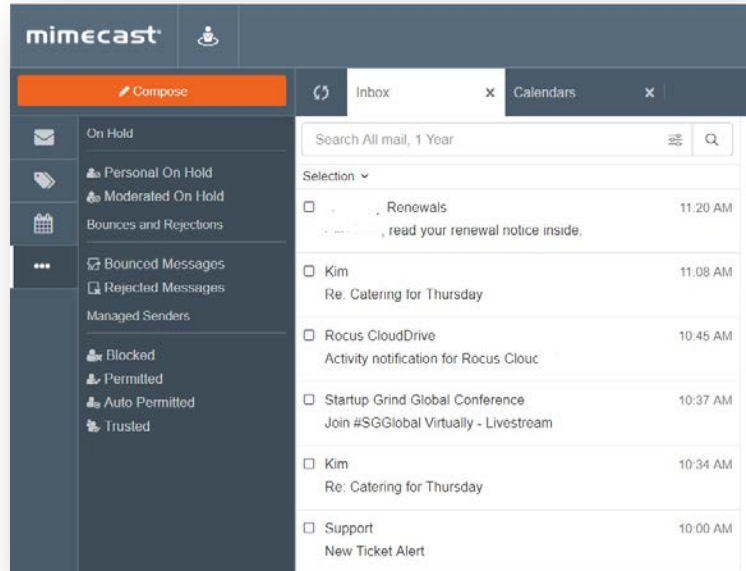 mimecast
Compose
Inbox
Calendars
On Hold
Personal On Hold
Moderated On Hold
Bounces and Rejections
Bounced Messages
Rejected Messages
Managed Senders
Blocked
Permitted
Auto Permitted
Trusted
Search All mail, 1 Year
Selection
, Renewals 11:20 AM
, read your renewal notice inside.
Kim 11:08 AM
Re: Catering for Thursday
Rocus CloudDrive 10:45 AM
Activity notification for Rocus
Startup Grind Global Conference 10:37 AM
Join #SGGlobal Virtually - Livestream
Kim 10:34 AM
Re: Catering for Thursday
Support 10:00 AM
New Ticket Alert